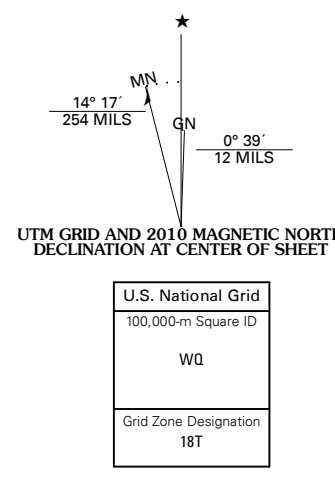 ★
MN
14° 17´
254 MILS
GN
0° 39´
12 MILS
UTM GRID AND 2010 MAGNETIC NORTH
DECLINATION AT CENTER OF SHEET
U.S. National Grid
100,000-m Square ID
WQ
Grid Zone Designation
18T